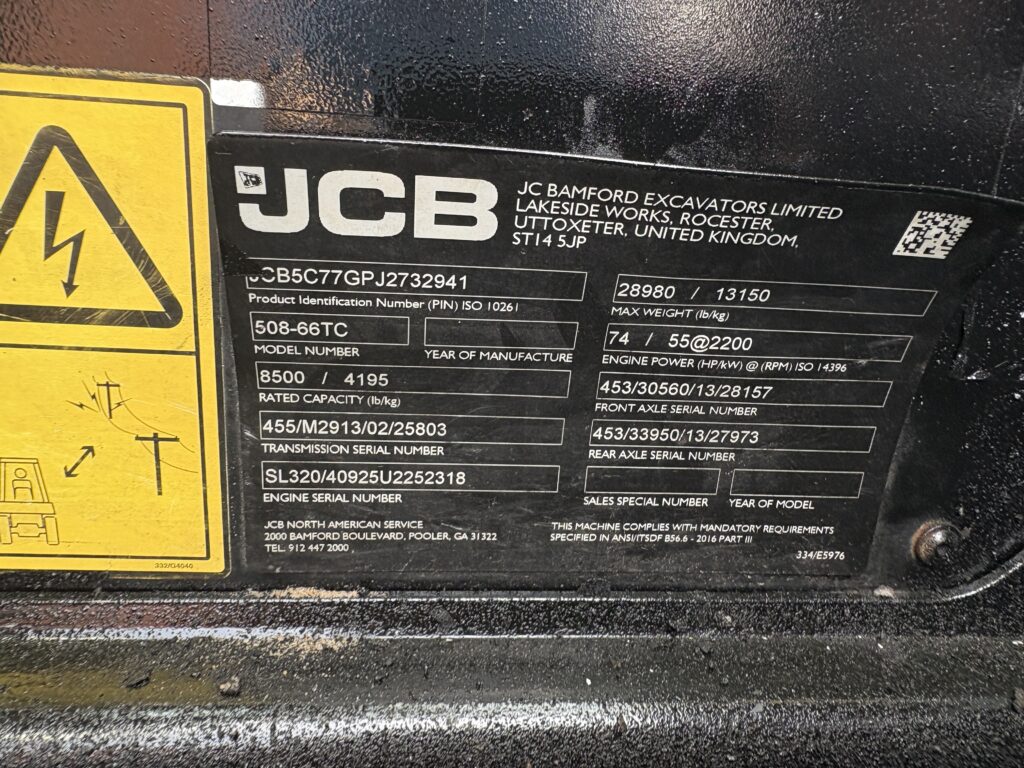 JCB
JC BAMFORD EXCAVATORS LIMITED
LAKESIDE WORKS, ROCESTER,
UTTOXETER, UNITED KINGDOM,
ST14 5JP
JCB5C77GPJ2732941
Product Identification Number (PIN) ISO 10261
508-66TC
MODEL NUMBER
YEAR OF MANUFACTURE
8500 / 4195
RATED CAPACITY (lb/kg)
455/M2913/02/25803
TRANSMISSION SERIAL NUMBER
SL320/40925U2252318
ENGINE SERIAL NUMBER
28980 / 13150
MAX WEIGHT (lb/kg)
74 / 55@2200
ENGINE POWER (HP/kW) @ (RPM) ISO 14396
453/30560/13/28157
FRONT AXLE SERIAL NUMBER
453/33950/13/27973
REAR AXLE SERIAL NUMBER
SALES SPECIAL NUMBER
YEAR OF MODEL
JCB NORTH AMERICAN SERVICE
2000 BAMFORD BOULEVARD, POOLER, GA 31322
TEL. 912 447 2000
THIS MACHINE COMPLIES WITH MANDATORY REQUIREMENTS
SPECIFIED IN ANSI/ITSDF B56.6 - 2016 PART III
334/E5976
332/G4040